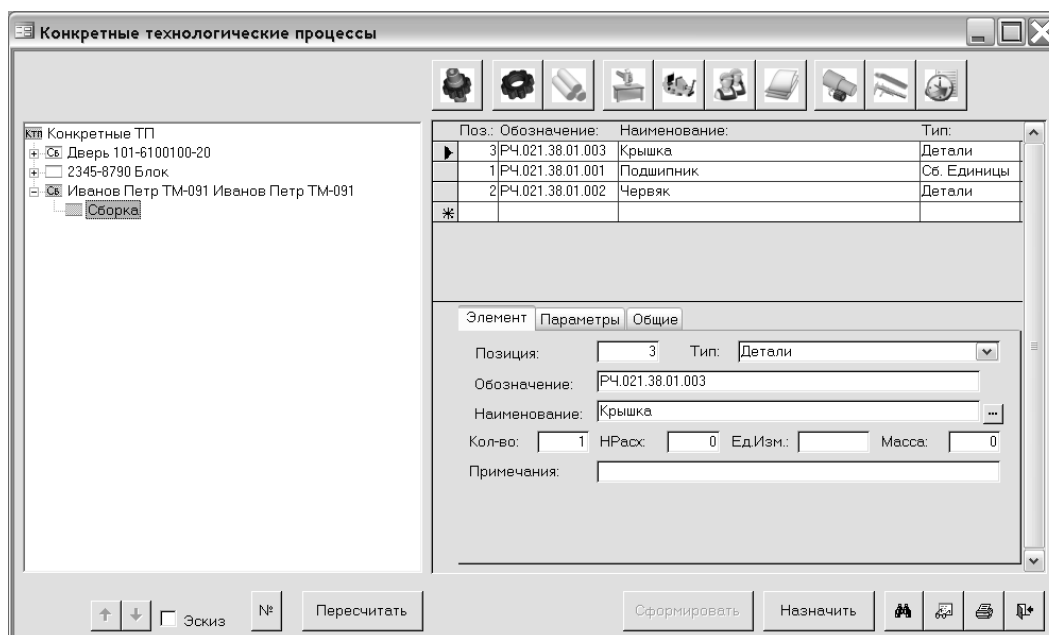 Конкретные технологические процессы
Ктп Конкретные ТП
СБ Дверь 101-6100100-20
2345-8790 Блок
СБ Иванов Петр ТМ-091 Иванов Петр ТМ-091
Сборка
Поз.: Обозначение: Наименование: Тип:
3 РЧ.021.38.01.003 Крышка Детали
1 РЧ.021.38.01.001 Подшипник Сб. Единицы
2 РЧ.021.38.01.002 Червяк Детали
Элемент Параметры Общие
Позиция: 3 Тип: Детали
Обозначение: РЧ.021.38.01.003
Наименование: Крышка ...
Кол-во: 1 НРасх: 0 Ед.Изм.: Масса: 0
Примечания:
Эскиз № Пересчитать Сформировать Назначить